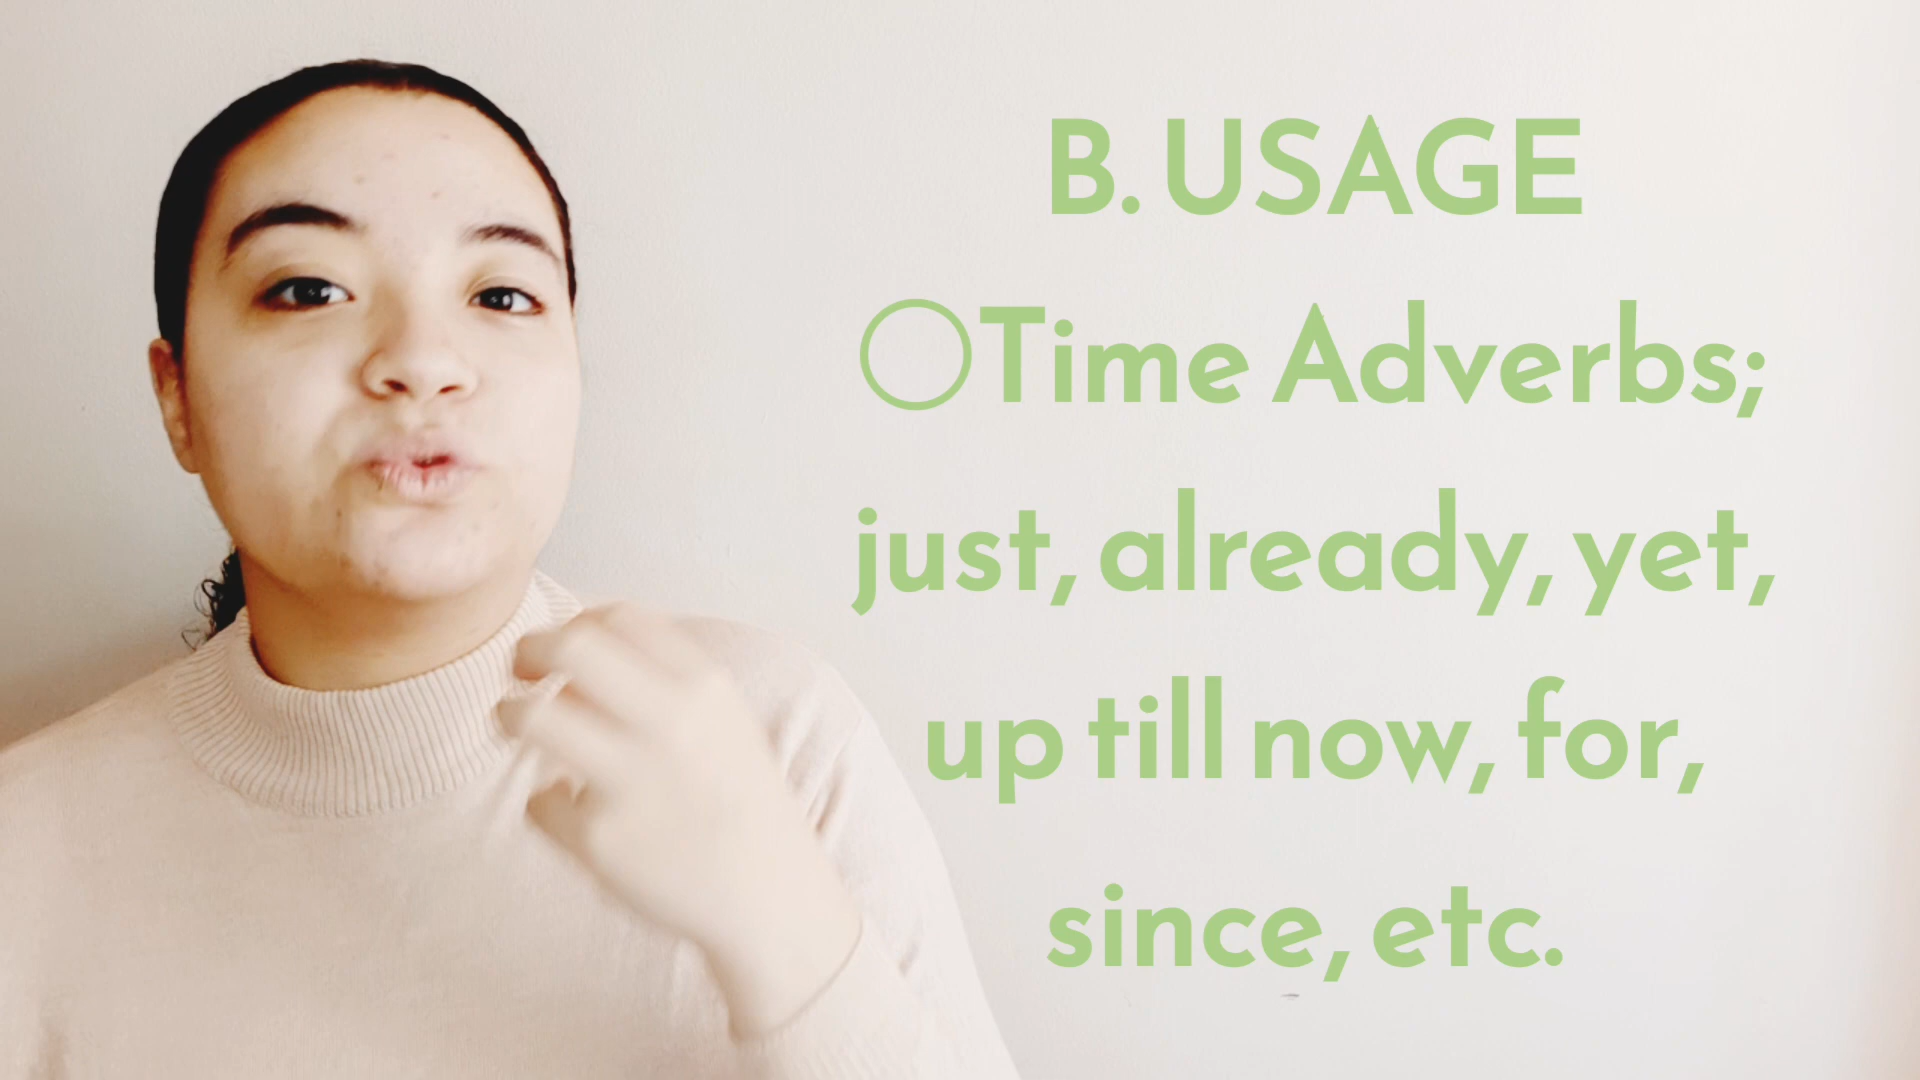 B. USAGE
○Time Adverbs;
just, already, yet,
up till now, for,
since, etc.